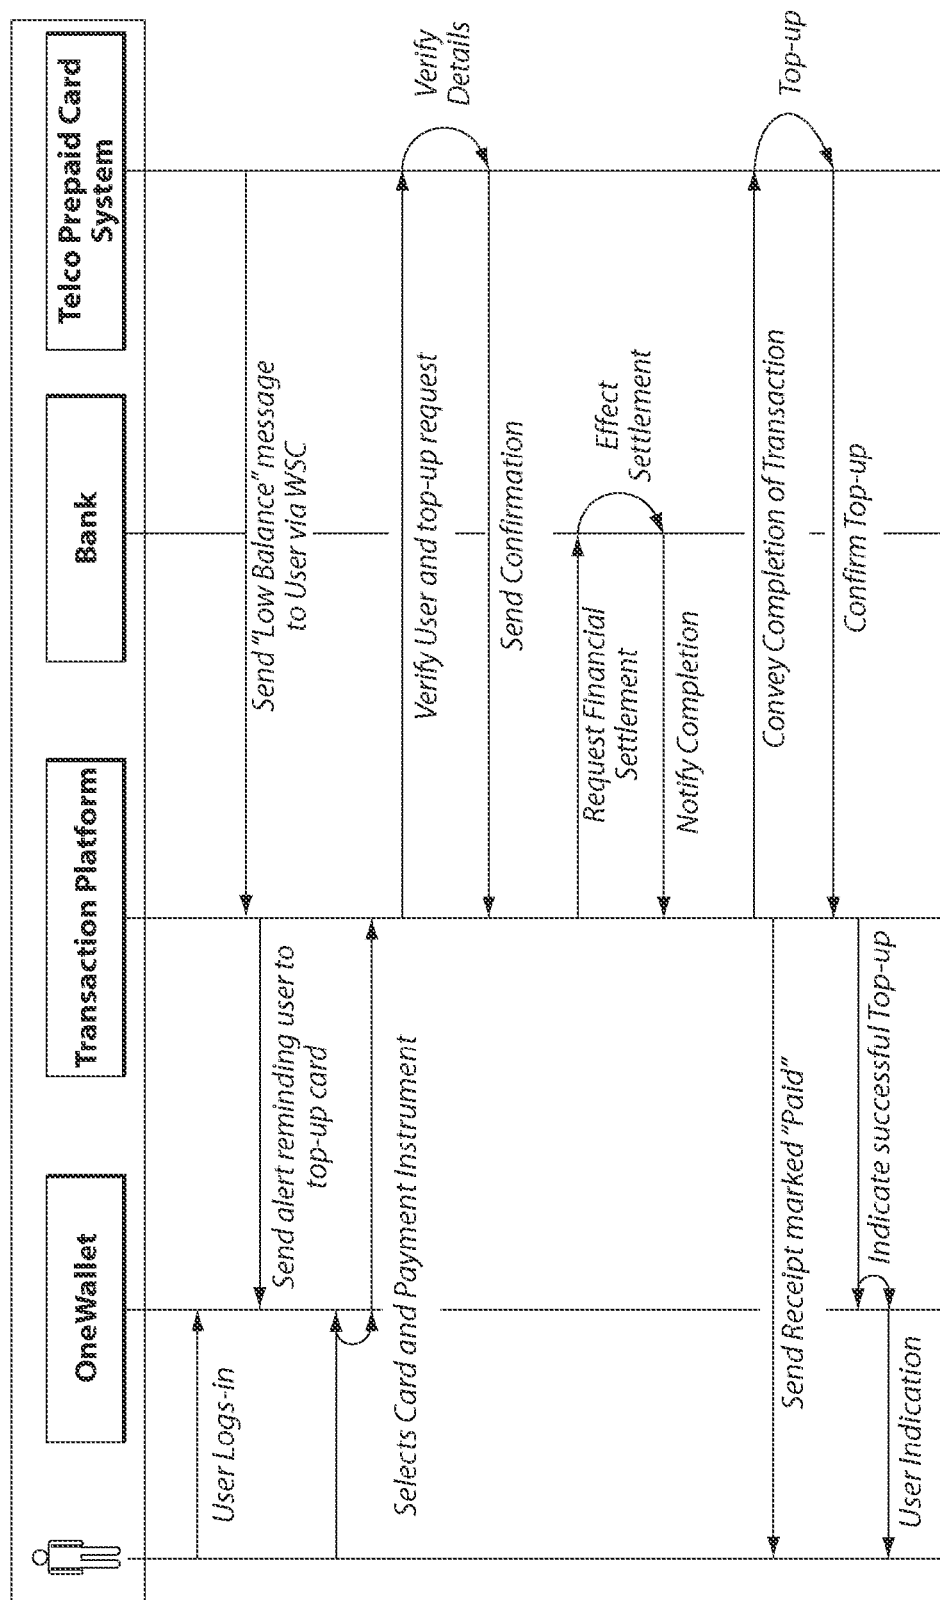 OneWallet
Transaction Platform
Bank
Telco Prepaid Card
System
User Logs-in
Send "Low Balance" message
to User via WSC
Send alert reminding user to
top-up card
Selects Card and Payment Instrument
Verify User and top-up request
Verify
Details
Send Confirmation
Request Financial
Settlement
Effect
Settlement
Notify Completion
Convey Completion of Transaction
Top-up
Send Receipt marked "Paid"
Confirm Top-up
Indicate successful Top-up
User Indication